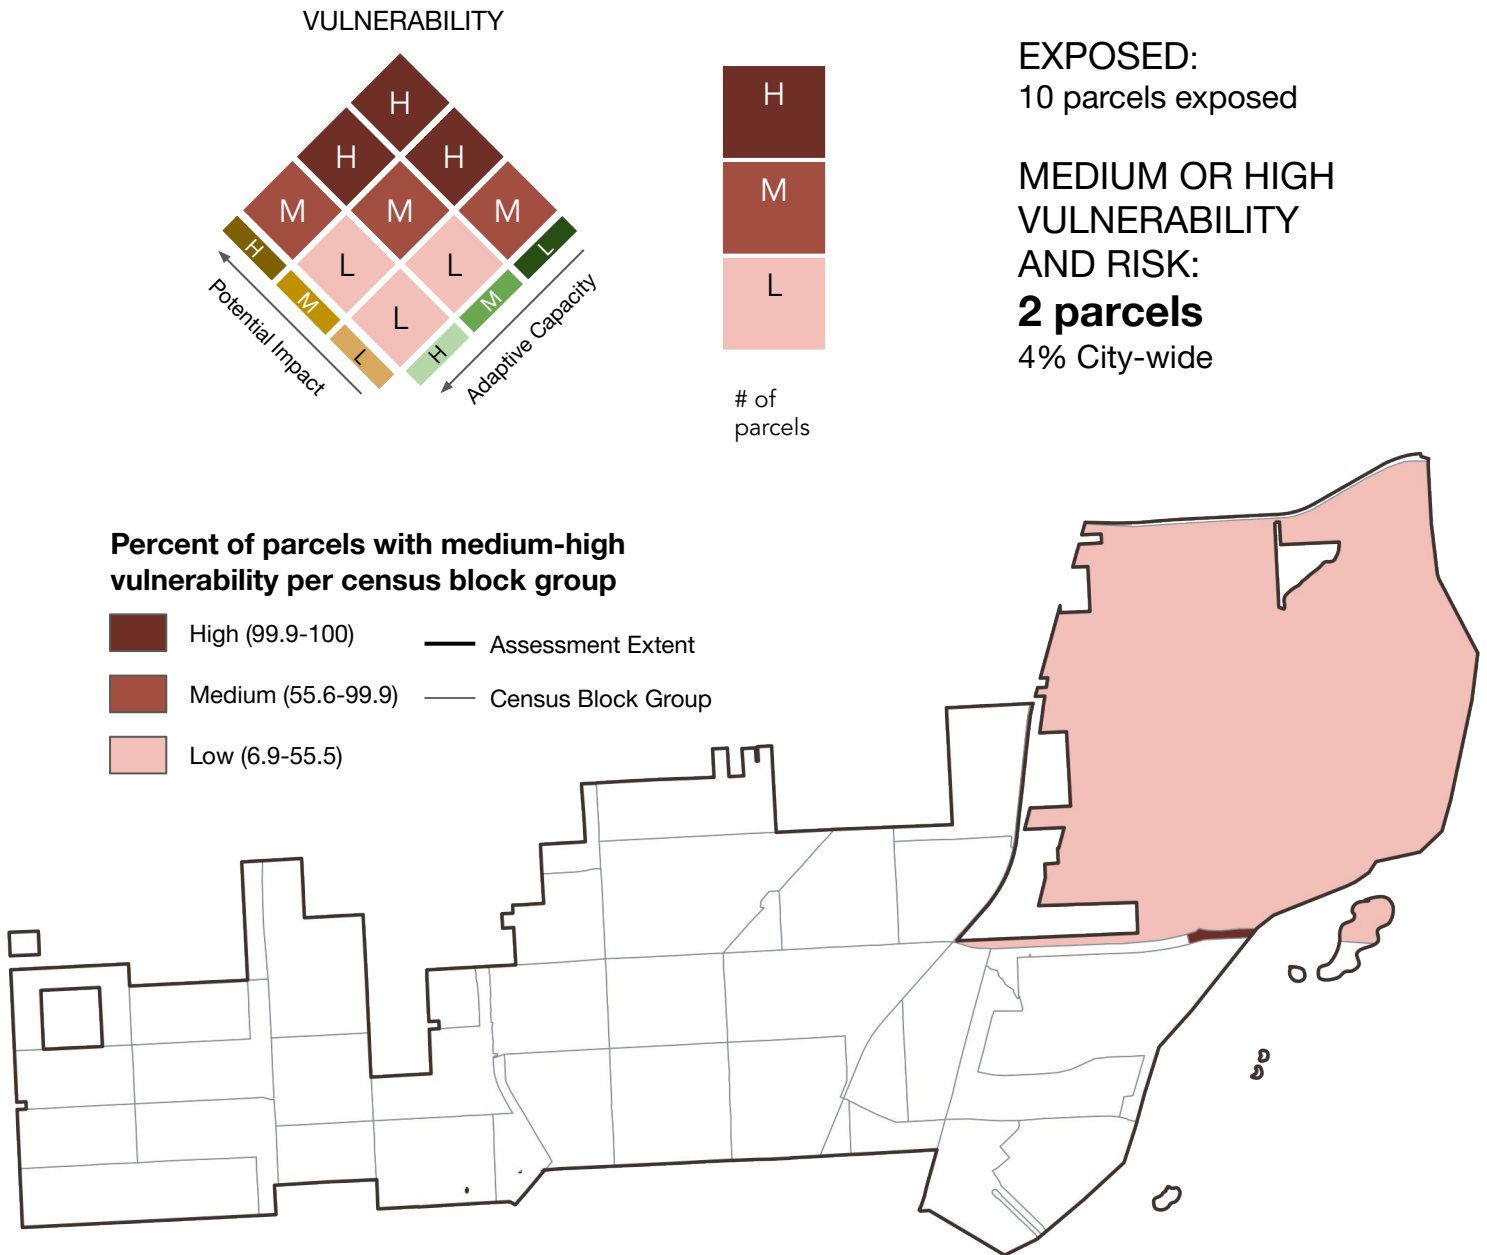 VULNERABILITY
H
H
H
M
M
M
L
L
L
H
M
L
L
M
H
Potential Impact
Adaptive Capacity
H
M
L
# of
parcels
EXPOSED:
10 parcels exposed
MEDIUM OR HIGH
VULNERABILITY
AND RISK:
2 parcels
4% City-wide
Percent of parcels with medium-high
vulnerability per census block group
High (99.9-100)
Medium (55.6-99.9)
Low (6.9-55.5)
Assessment Extent
Census Block Group